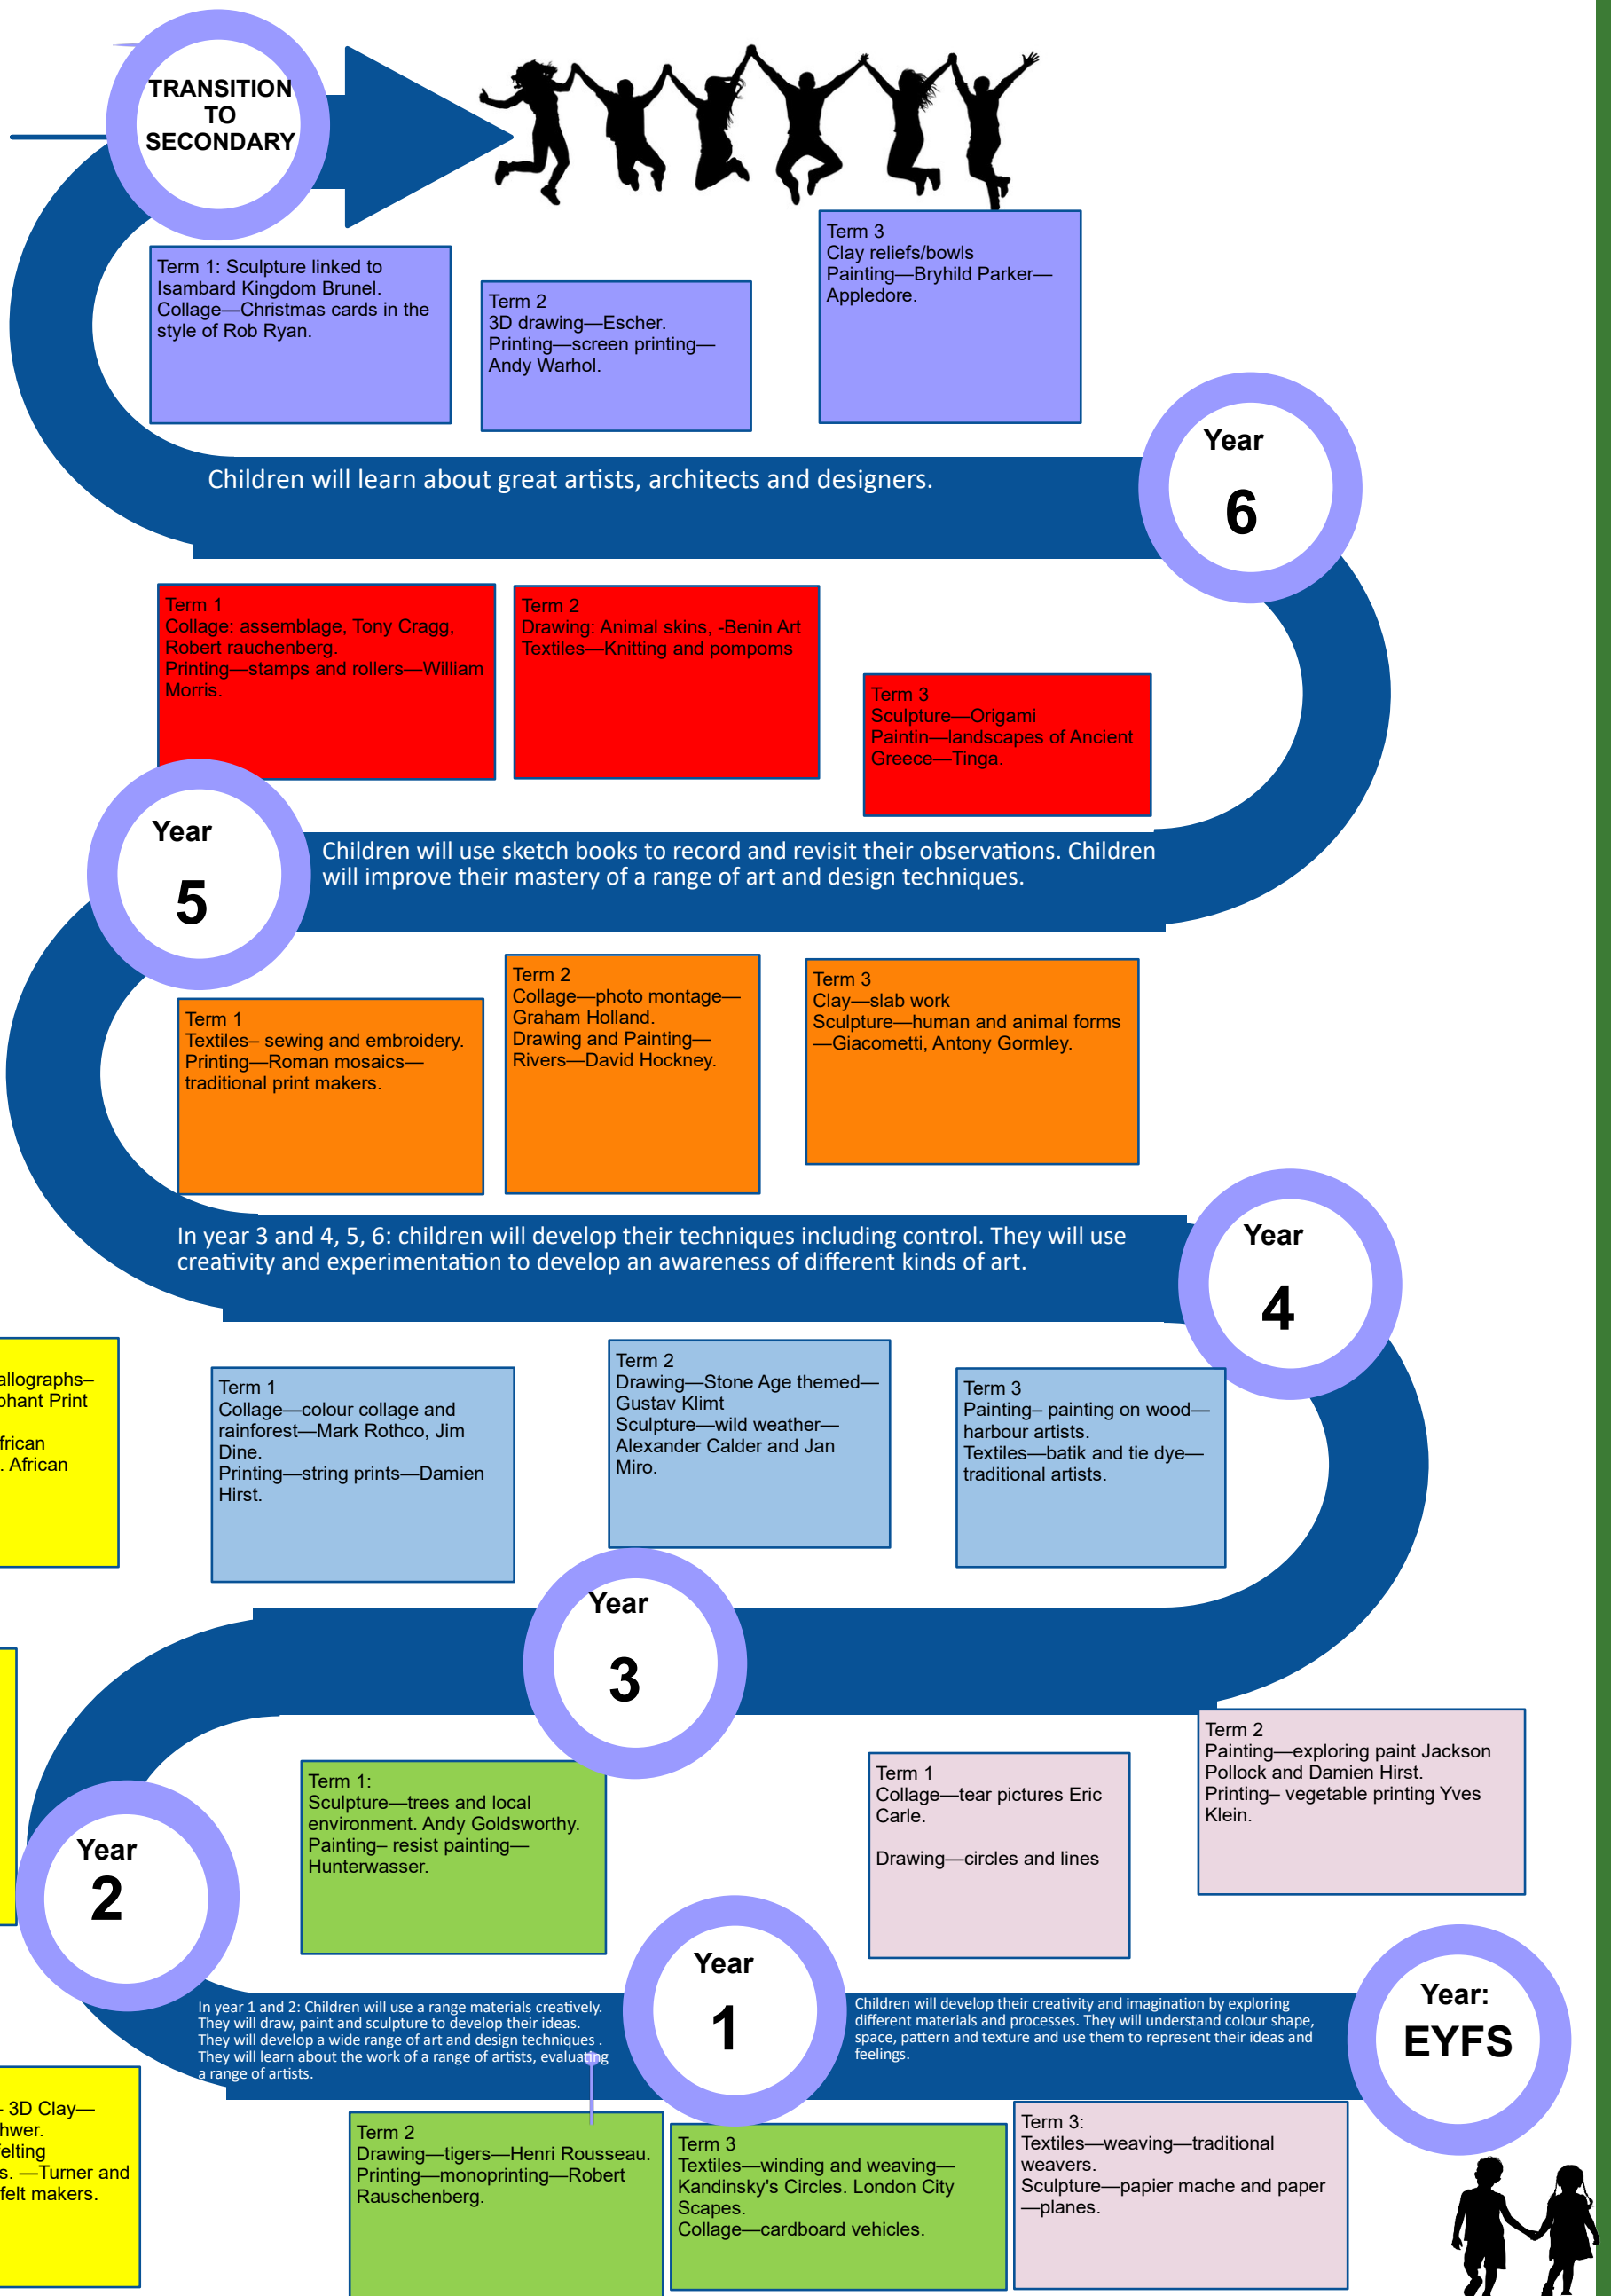 TRANSITION
TO
SECONDARY
Term 1: Sculpture linked to
Isambard Kingdom Brunel.
Collage—Christmas cards in the
style of Rob Ryan.
Term 2
3D drawing—Escher.
Printing—screen printing—
Andy Warhol.
Term 3
Clay reliefs/bowls
Painting—Bryhild Parker—
Appledore.
Year
6
Children will learn about great artists, architects and designers.
Term 1
Collage: assemblage, Tony Cragg,
Robert rauchenberg.
Printing—stamps and rollers—William
Morris.
Term 2
Drawing: Animal skins, -Benin Art
Textiles—Knitting and pompoms
Term 3
Sculpture—Origami
Paintin—landscapes of Ancient
Greece—Tinga.
Year
5
Children will use sketch books to record and revisit their observations. Children
will improve their mastery of a range of art and design techniques.
Term 1
Textiles– sewing and embroidery.
Printing—Roman mosaics—
traditional print makers.
Term 2
Collage—photo montage—
Graham Holland.
Drawing and Painting—
Rivers—David Hockney.
Term 3
Clay—slab work
Sculpture—human and animal forms
—Giacometti, Antony Gormley.
In year 3 and 4, 5, 6: children will develop their techniques including control. They will use
creativity and experimentation to develop an awareness of different kinds of art.
Year
4
allographs–
phant Print
frican
. African
Term 1
Collage—colour collage and
rainforest—Mark Rothco, Jim
Dine.
Printing—string prints—Damien
Hirst.
Term 2
Drawing—Stone Age themed—
Gustav Klimt
Sculpture—wild weather—
Alexander Calder and Jan
Miro.
Term 3
Painting– painting on wood—
harbour artists.
Textiles—batik and tie dye—
traditional artists.
Year
3
Term 1:
Sculpture—trees and local
environment. Andy Goldsworthy.
Painting– resist painting—
Hunterwasser.
Term 1
Collage—tear pictures Eric
Carle.
Drawing—circles and lines
Term 2
Painting—exploring paint Jackson
Pollock and Damien Hirst.
Printing– vegetable printing Yves
Klein.
Year
2
In year 1 and 2: Children will use a range materials creatively.
They will draw, paint and sculpture to develop their ideas.
They will develop a wide range of art and design techniques .
They will learn about the work of a range of artists, evaluating
a range of artists.
Year
1
Children will develop their creativity and imagination by exploring
different materials and processes. They will understand colour shape,
space, pattern and texture and use them to represent their ideas and
feelings.
Year:
EYFS
– 3D Clay—
hwer.
elting
s. —Turner and
felt makers.
Term 2
Drawing—tigers—Henri Rousseau.
Printing—monoprinting—Robert
Rauschenberg.
Term 3
Textiles—winding and weaving—
Kandinsky's Circles. London City
Scapes.
Collage—cardboard vehicles.
Term 3:
Textiles—weaving—traditional
weavers.
Sculpture—papier mache and paper
—planes.